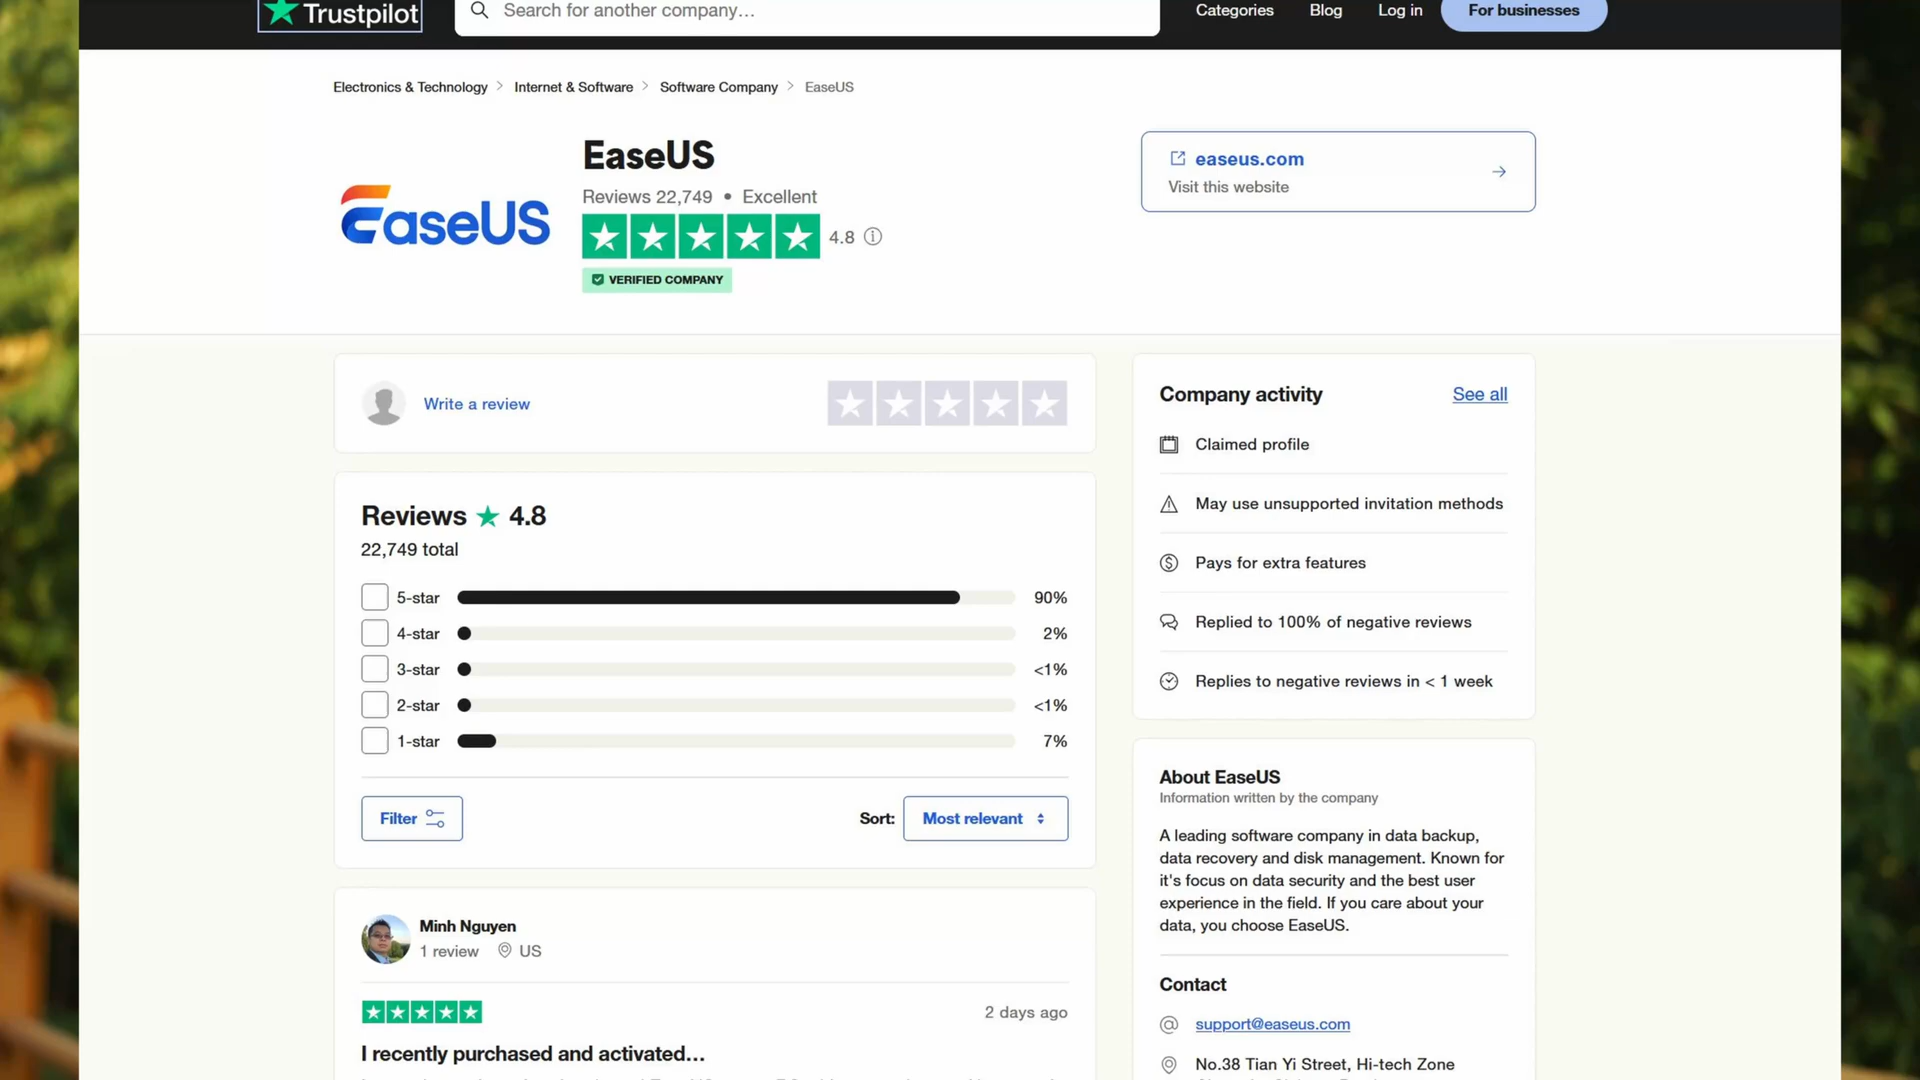 Trustpilot
Search for another company…
Categories
Blog
Log in
For businesses
Electronics & Technology
Internet & Software
Software Company
EaseUS
EaseUS
EaseUS
Reviews 22,749 • Excellent
4.8
VERIFIED COMPANY
easeus.com
Visit this website
Write a review
Reviews 4.8
22,749 total
5-star 90%
4-star 2%
3-star <1%
2-star <1%
1-star 7%
Filter
Sort:
Most relevant
Minh Nguyen
1 review US
2 days ago
I recently purchased and activated…
Company activity
See all
Claimed profile
May use unsupported invitation methods
Pays for extra features
Replied to 100% of negative reviews
Replies to negative reviews in < 1 week
About EaseUS
Information written by the company
A leading software company in data backup,
data recovery and disk management. Known for
it's focus on data security and the best user
experience in the field. If you care about your
data, you choose EaseUS.
Contact
support@easeus.com
No.38 Tian Yi Street, Hi-tech Zone